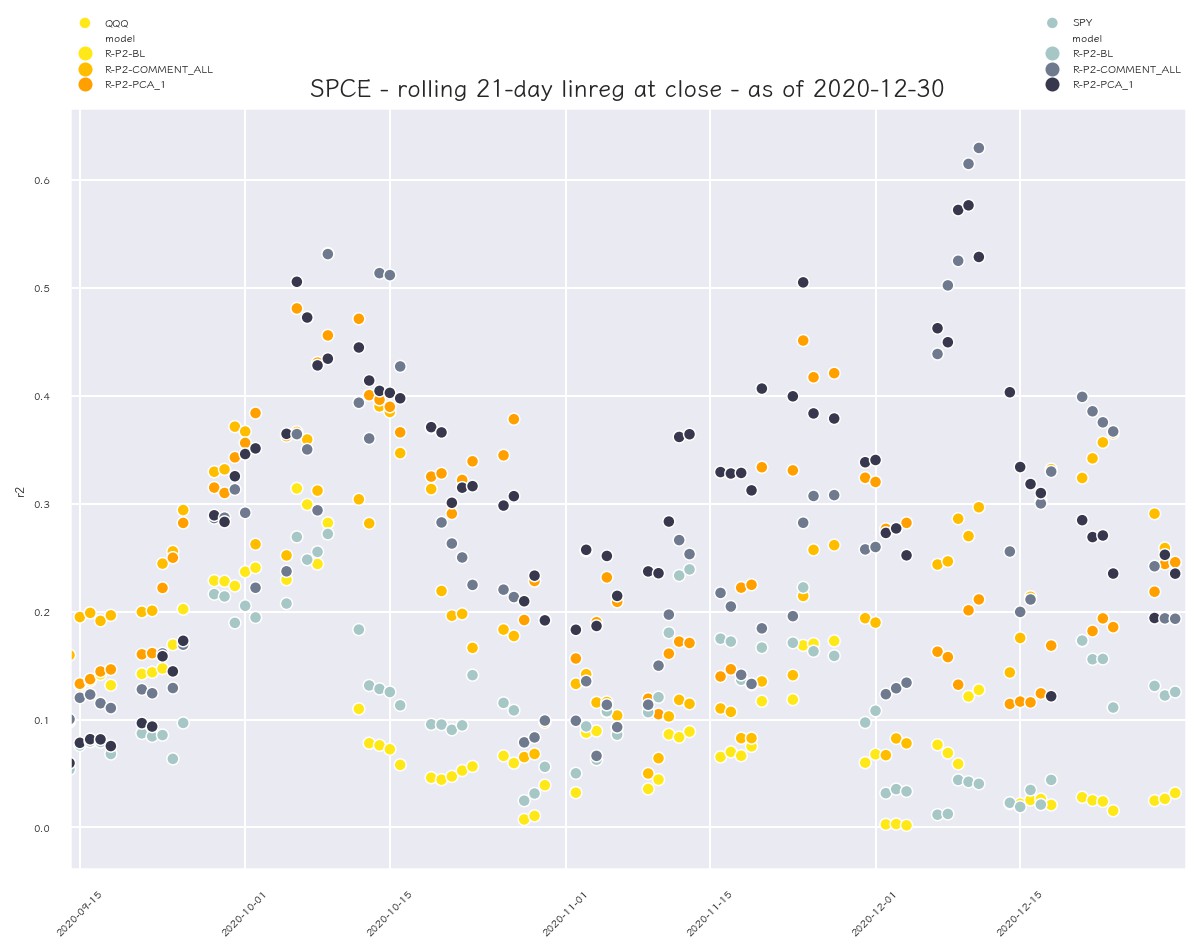 QQQ
model
R-P2-BL
R-P2-COMMENT_ALL
R-P2-PCA_1
SPY
model
R-P2-BL
R-P2-COMMENT_ALL
R-P2-PCA_1
SPCE - rolling 21-day linreg at close - as of 2020-12-30
r2
0.6
0.5
0.4
0.3
0.2
0.1
0.0
2020-09-15
2020-10-01
2020-10-15
2020-11-01
2020-11-15
2020-12-01
2020-12-15